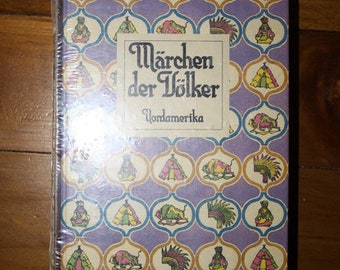 Märchen
der Völker
Nordamerika